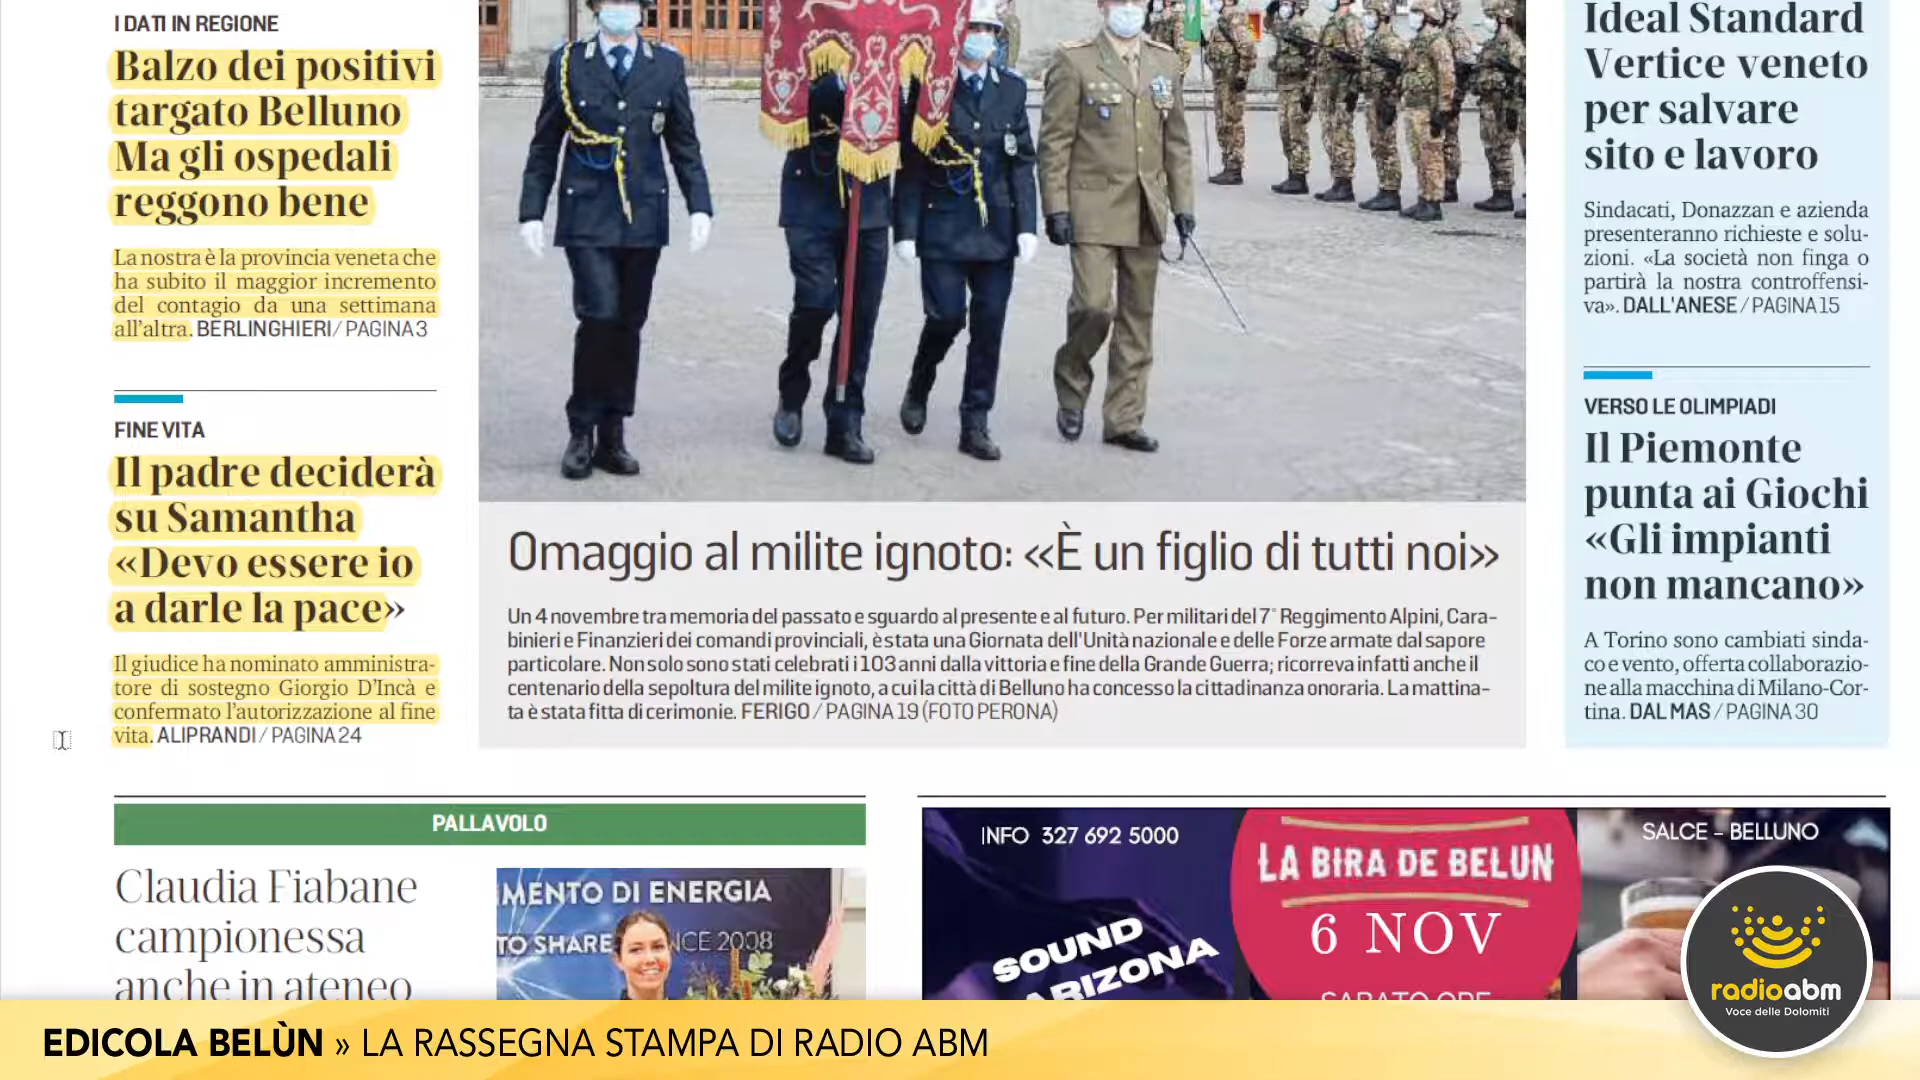 I DATI IN REGIONE
Balzo dei positivi
targato Belluno
Ma gli ospedali
reggono bene
La nostra è la provincia veneta che
ha subito il maggior incremento
del contagio da una settimana
all'altra. BERLINGHIERI / PAGINA 3
FINE VITA
Il padre deciderà
su Samantha
«Devo essere io
a darle la pace»
Il giudice ha nominato amministra-
tore di sostegno Giorgio D'Incà e
confermato l'autorizzazione al fine
vita. ALIPRANDI / PAGINA 24
Omaggio al milite ignoto: «È un figlio di tutti noi»
Un 4 novembre tra memoria del passato e sguardo al presente e al futuro. Per militari del 7° Reggimento Alpini, Cara-
binieri e Finanzieri dei comandi provinciali, è stata una Giornata dell'Unità nazionale e delle Forze armate dal sapore
particolare. Non solo sono stati celebrati i 103 anni dalla vittoria e fine della Grande Guerra; ricorreva infatti anche il
centenario della sepoltura del milite ignoto, a cui la città di Belluno ha concesso la cittadinanza onoraria. La mattina-
ta è stata fitta di cerimonie. FERIGO / PAGINA 19 (FOTO PERONA)
Ideal Standard
Vertice veneto
per salvare
sito e lavoro
Sindacati, Donazzan e azienda
presenteranno richieste e solu-
zioni. «La società non finga o
partirà la nostra controffensi-
va». DALL'ANESE / PAGINA 15
VERSO LE OLIMPIADI
Il Piemonte
punta ai Giochi
«Gli impianti
non mancano»
A Torino sono cambiati sinda-
co e vento, offerta collaborazio-
ne alla macchina di Milano-Cor-
tina. DAL MAS / PAGINA 30
PALLAVOLO
Claudia Fiabane
campionessa
anche in ateneo
IMENTO DI ENERGIA
TO SHARE NCE 2008
INFO 327 692 5000
SOUND
ARIZONA
LA BIRA DE BELUN
6 NOV
SABATO ORE
SALCE – BELLUNO
radioabm
Voce delle Dolomiti
EDICOLA BELÙN » LA RASSEGNA STAMPA DI RADIO ABM